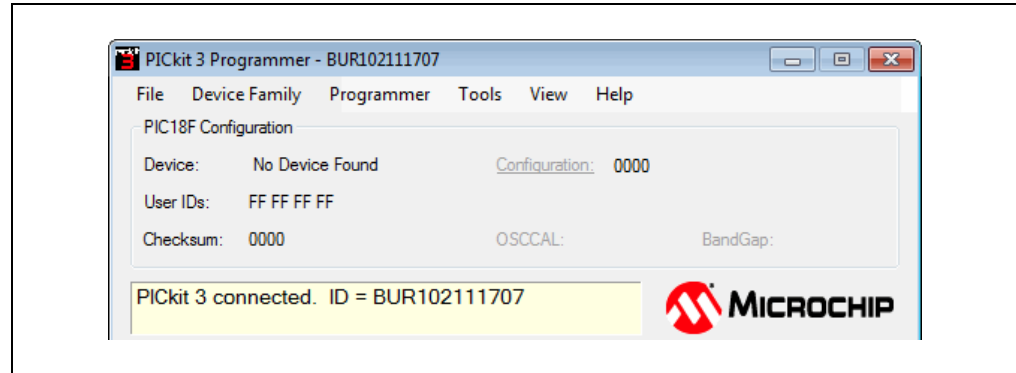 PICkit 3 Programmer - BUR102111707
File Device Family Programmer Tools View Help
PIC18F Configuration
Device: No Device Found Configuration: 0000
User IDs: FF FF FF FF
Checksum: 0000 OSCCAL: BandGap:
PICkit 3 connected. ID = BUR102111707
MICROCHIP